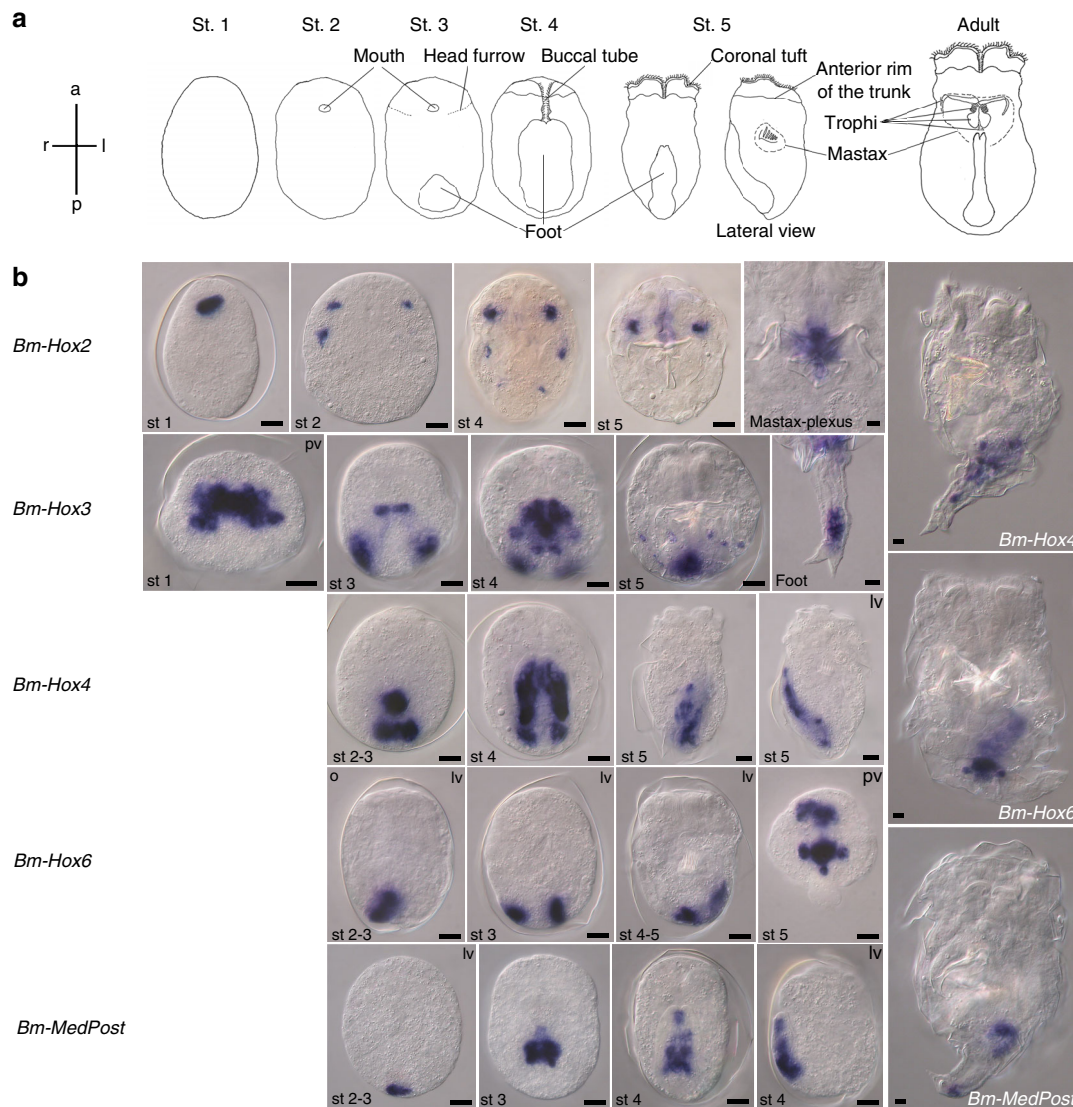 a
St. 1 St. 2 St. 3 St. 4 St. 5 Adult
Mouth Head furrow Buccal tube Coronal tuft
Anterior rim
of the trunk
a
r l
p
Trophi
Mastax
Foot
Lateral view
b
Bm-Hox2
st 1
st 2
st 4
st 5
Mastax-plexus
Bm-Hox4
Bm-Hox3
pv
st 1
st 3
st 4
st 5
Foot
Bm-Hox4
st 2-3
st 4
st 5
lv
st 5
Bm-Hox6
Bm-Hox6
o lv
st 2-3
lv
st 3
lv
st 4-5
pv
st 5
Bm-MedPost
lv
st 2-3
st 3
st 4
lv
st 4
Bm-MedPost